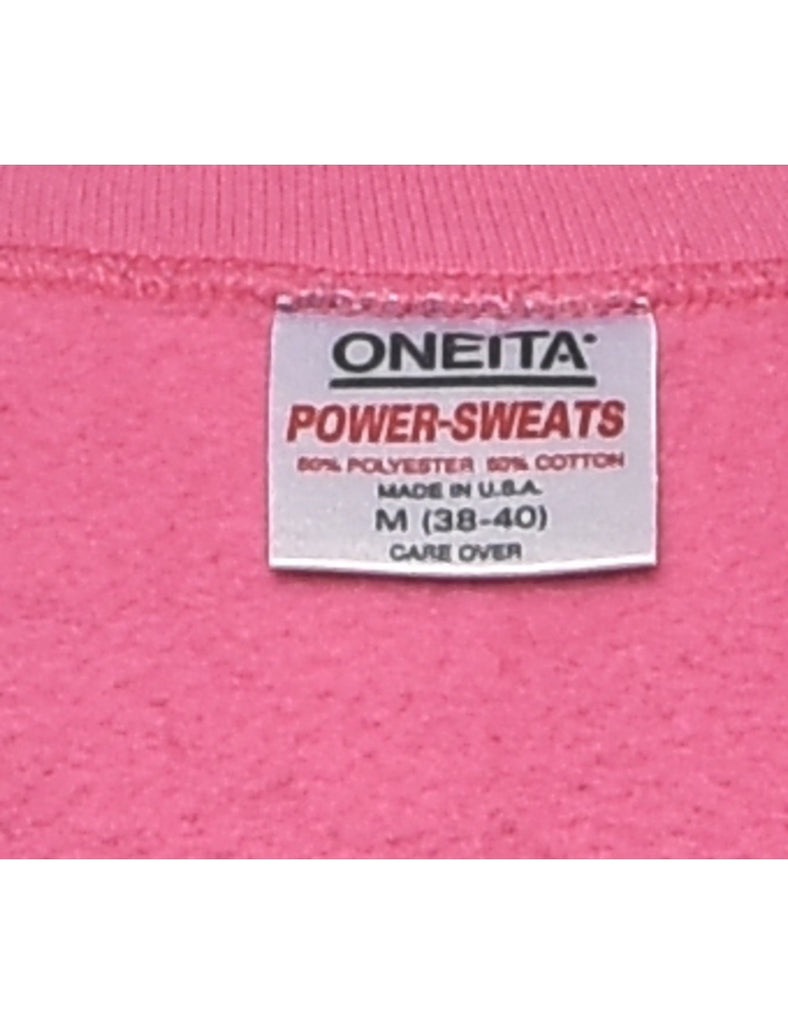 ONEITA
POWER-SWEATS
50% POLYESTER 50% COTTON
MADE IN U.S.A.
M (38-40)
CARE OVER